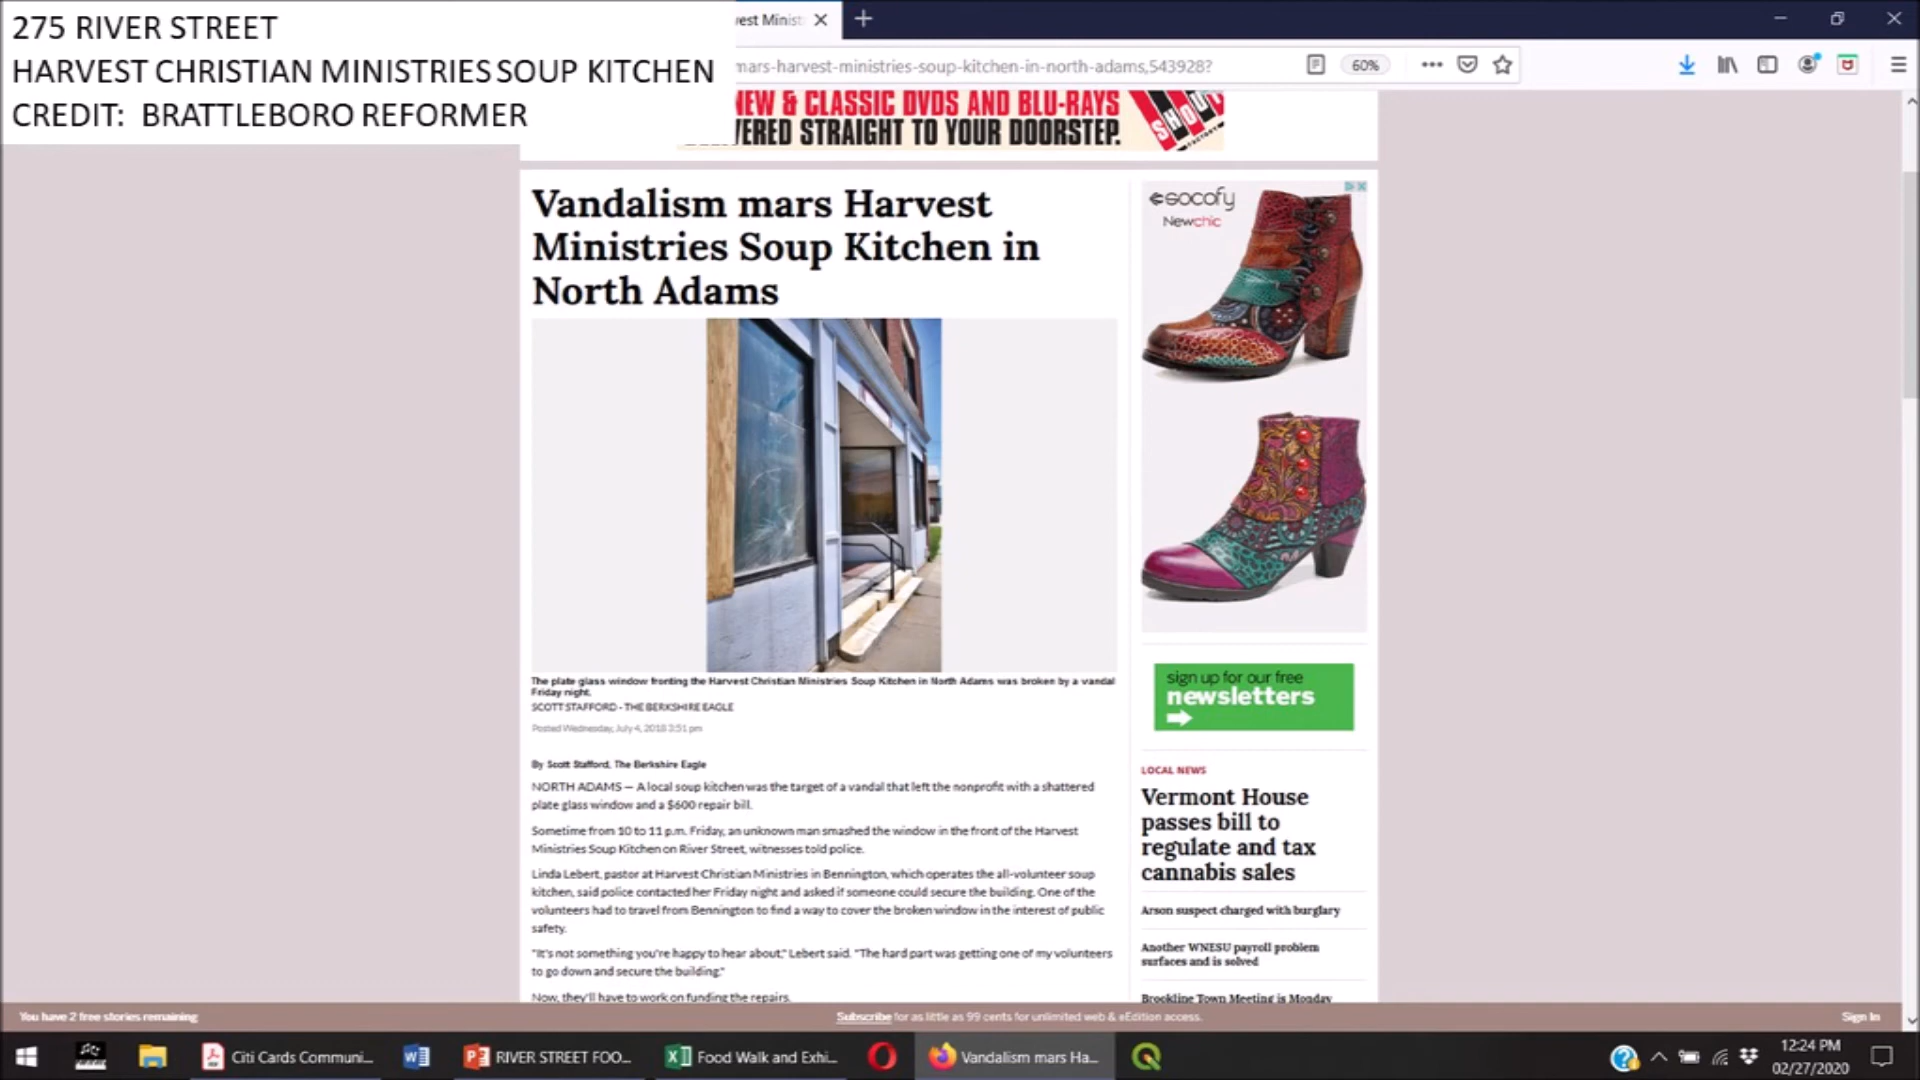 275 RIVER STREET
HARVEST CHRISTIAN MINISTRIES SOUP KITCHEN
CREDIT: BRATTLEBORO REFORMER
mars-harvest-ministries-soup-kitchen-in-north-adams,543928?
60%
NEW & CLASSIC DVDS AND BLU-RAYS
STRAIGHT TO YOUR DOORSTEP.
SHOUT
Vandalism mars Harvest
Ministries Soup Kitchen in
North Adams
The plate glass window fronting the Harvest Christian Ministries Soup Kitchen in North Adams was broken by a vandal
Friday night.
SCOTT STAFFORD - THE BERKSHIRE EAGLE
Posted Wednesday, July 4, 2018 3:51 pm
By Scott Stafford, The Berkshire Eagle
NORTH ADAMS — A local soup kitchen was the target of a vandal that left the nonprofit with a shattered
plate glass window and a $600 repair bill.
Sometime from 10 to 11 p.m. Friday, an unknown man smashed the window in the front of the Harvest
Ministries Soup Kitchen on River Street, witnesses told police.
Linda Lebert, pastor at Harvest Christian Ministries in Bennington, which operates the all-volunteer soup
kitchen, said police contacted her Friday night and asked if someone could secure the building. One of the
volunteers had to travel from Bennington to find a way to cover the broken window in the interest of public
safety.
"It's not something you're happy to hear about," Lebert said. "The hard part was getting one of my volunteers
to go down and secure the building."
Now, they'll have to work on funding the repairs.
socofy
Newchic
sign up for our free
newsletters
LOCAL NEWS
Vermont House
passes bill to
regulate and tax
cannabis sales
Arson suspect charged with burglary
Another WNESU payroll problem
surfaces and is solved
Brookline Town Meeting is Monday
You have 2 free stories remaining
Subscribe for as little as 99 cents for unlimited web & eEdition access.
Sign In
Citi Cards Communi...
RIVER STREET FOO...
Food Walk and Exhi...
Vandalism mars Ha...
12:24 PM
02/27/2020